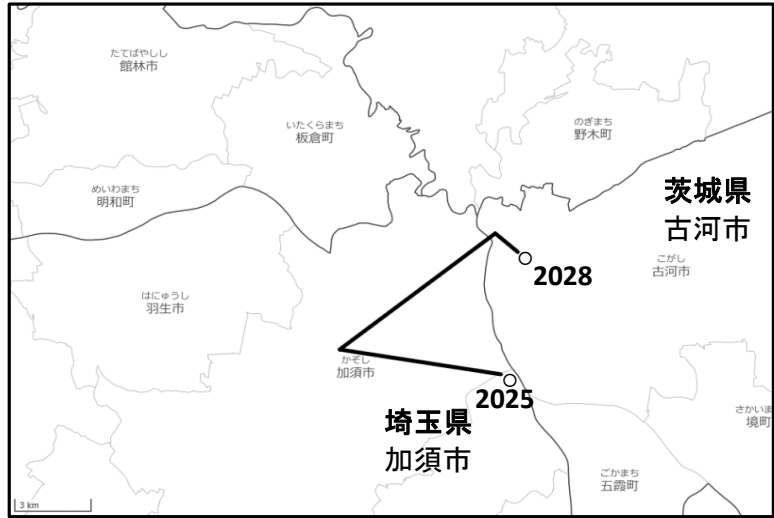 たてばやしし
館林市
いたくらまち
板倉町
のぎまち
野木町
めいわまち
明和町
茨城県
古河市
こがし
古河市
2028
はにゅうし
羽生市
かぞし
加須市
2025
埼玉県
加須市
さかいま
境町
ごかまち
五霞町
3 km